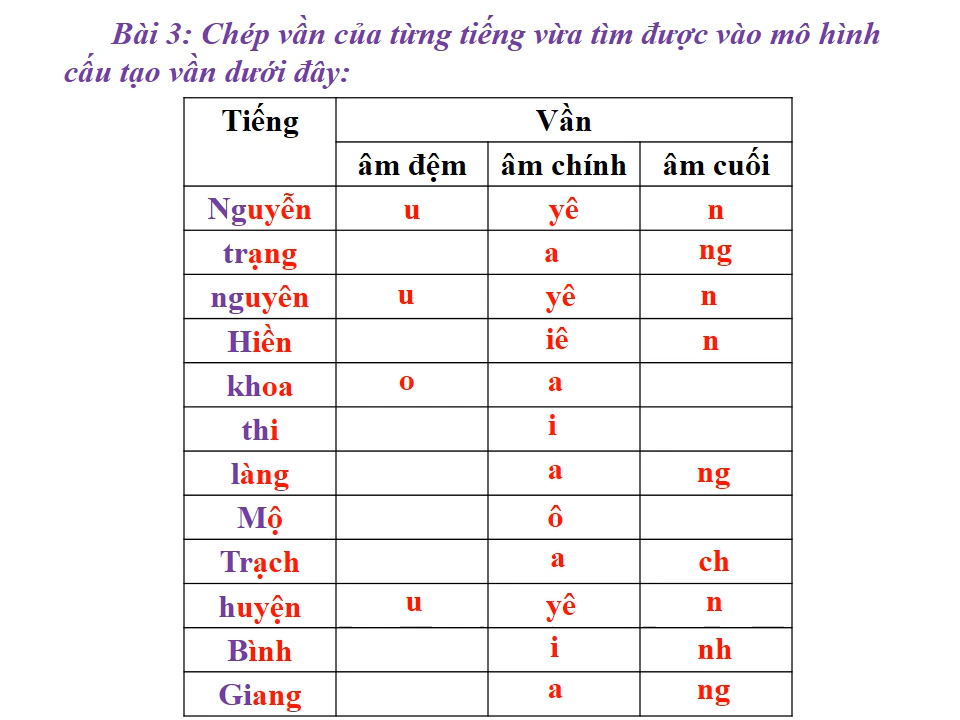 Bài 3: Chép vần của từng tiếng vừa tìm được vào mô hình
cấu tạo vần dưới đây:
Tiếng Vần
âm đệm âm chính âm cuối
Nguyễn u yê n
trạng a ng
nguyên u yê n
Hiền iê n
khoa o a
thi i
làng a ng
Mộ ô
Trạch a ch
huyện u yê n
Bình i nh
Giang a ng